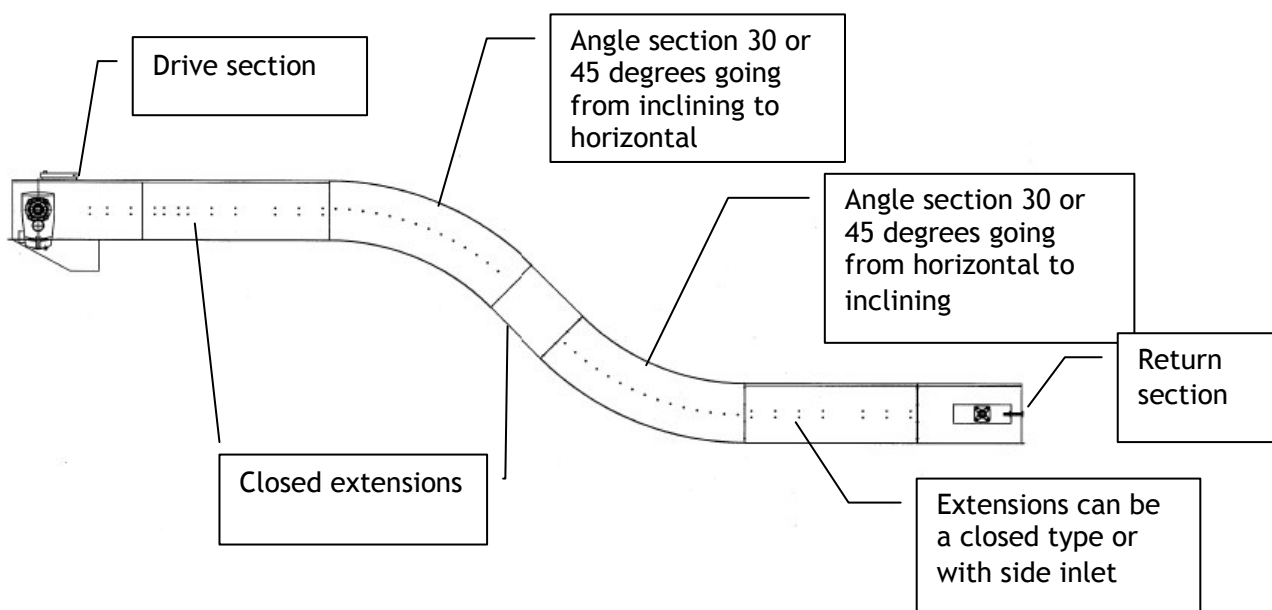 Drive section
Angle section 30 or
45 degrees going
from inclining to
horizontal
Angle section 30 or
45 degrees going
from horizontal to
inclining
Return
section
Closed extensions
Extensions can be
a closed type or
with side inlet